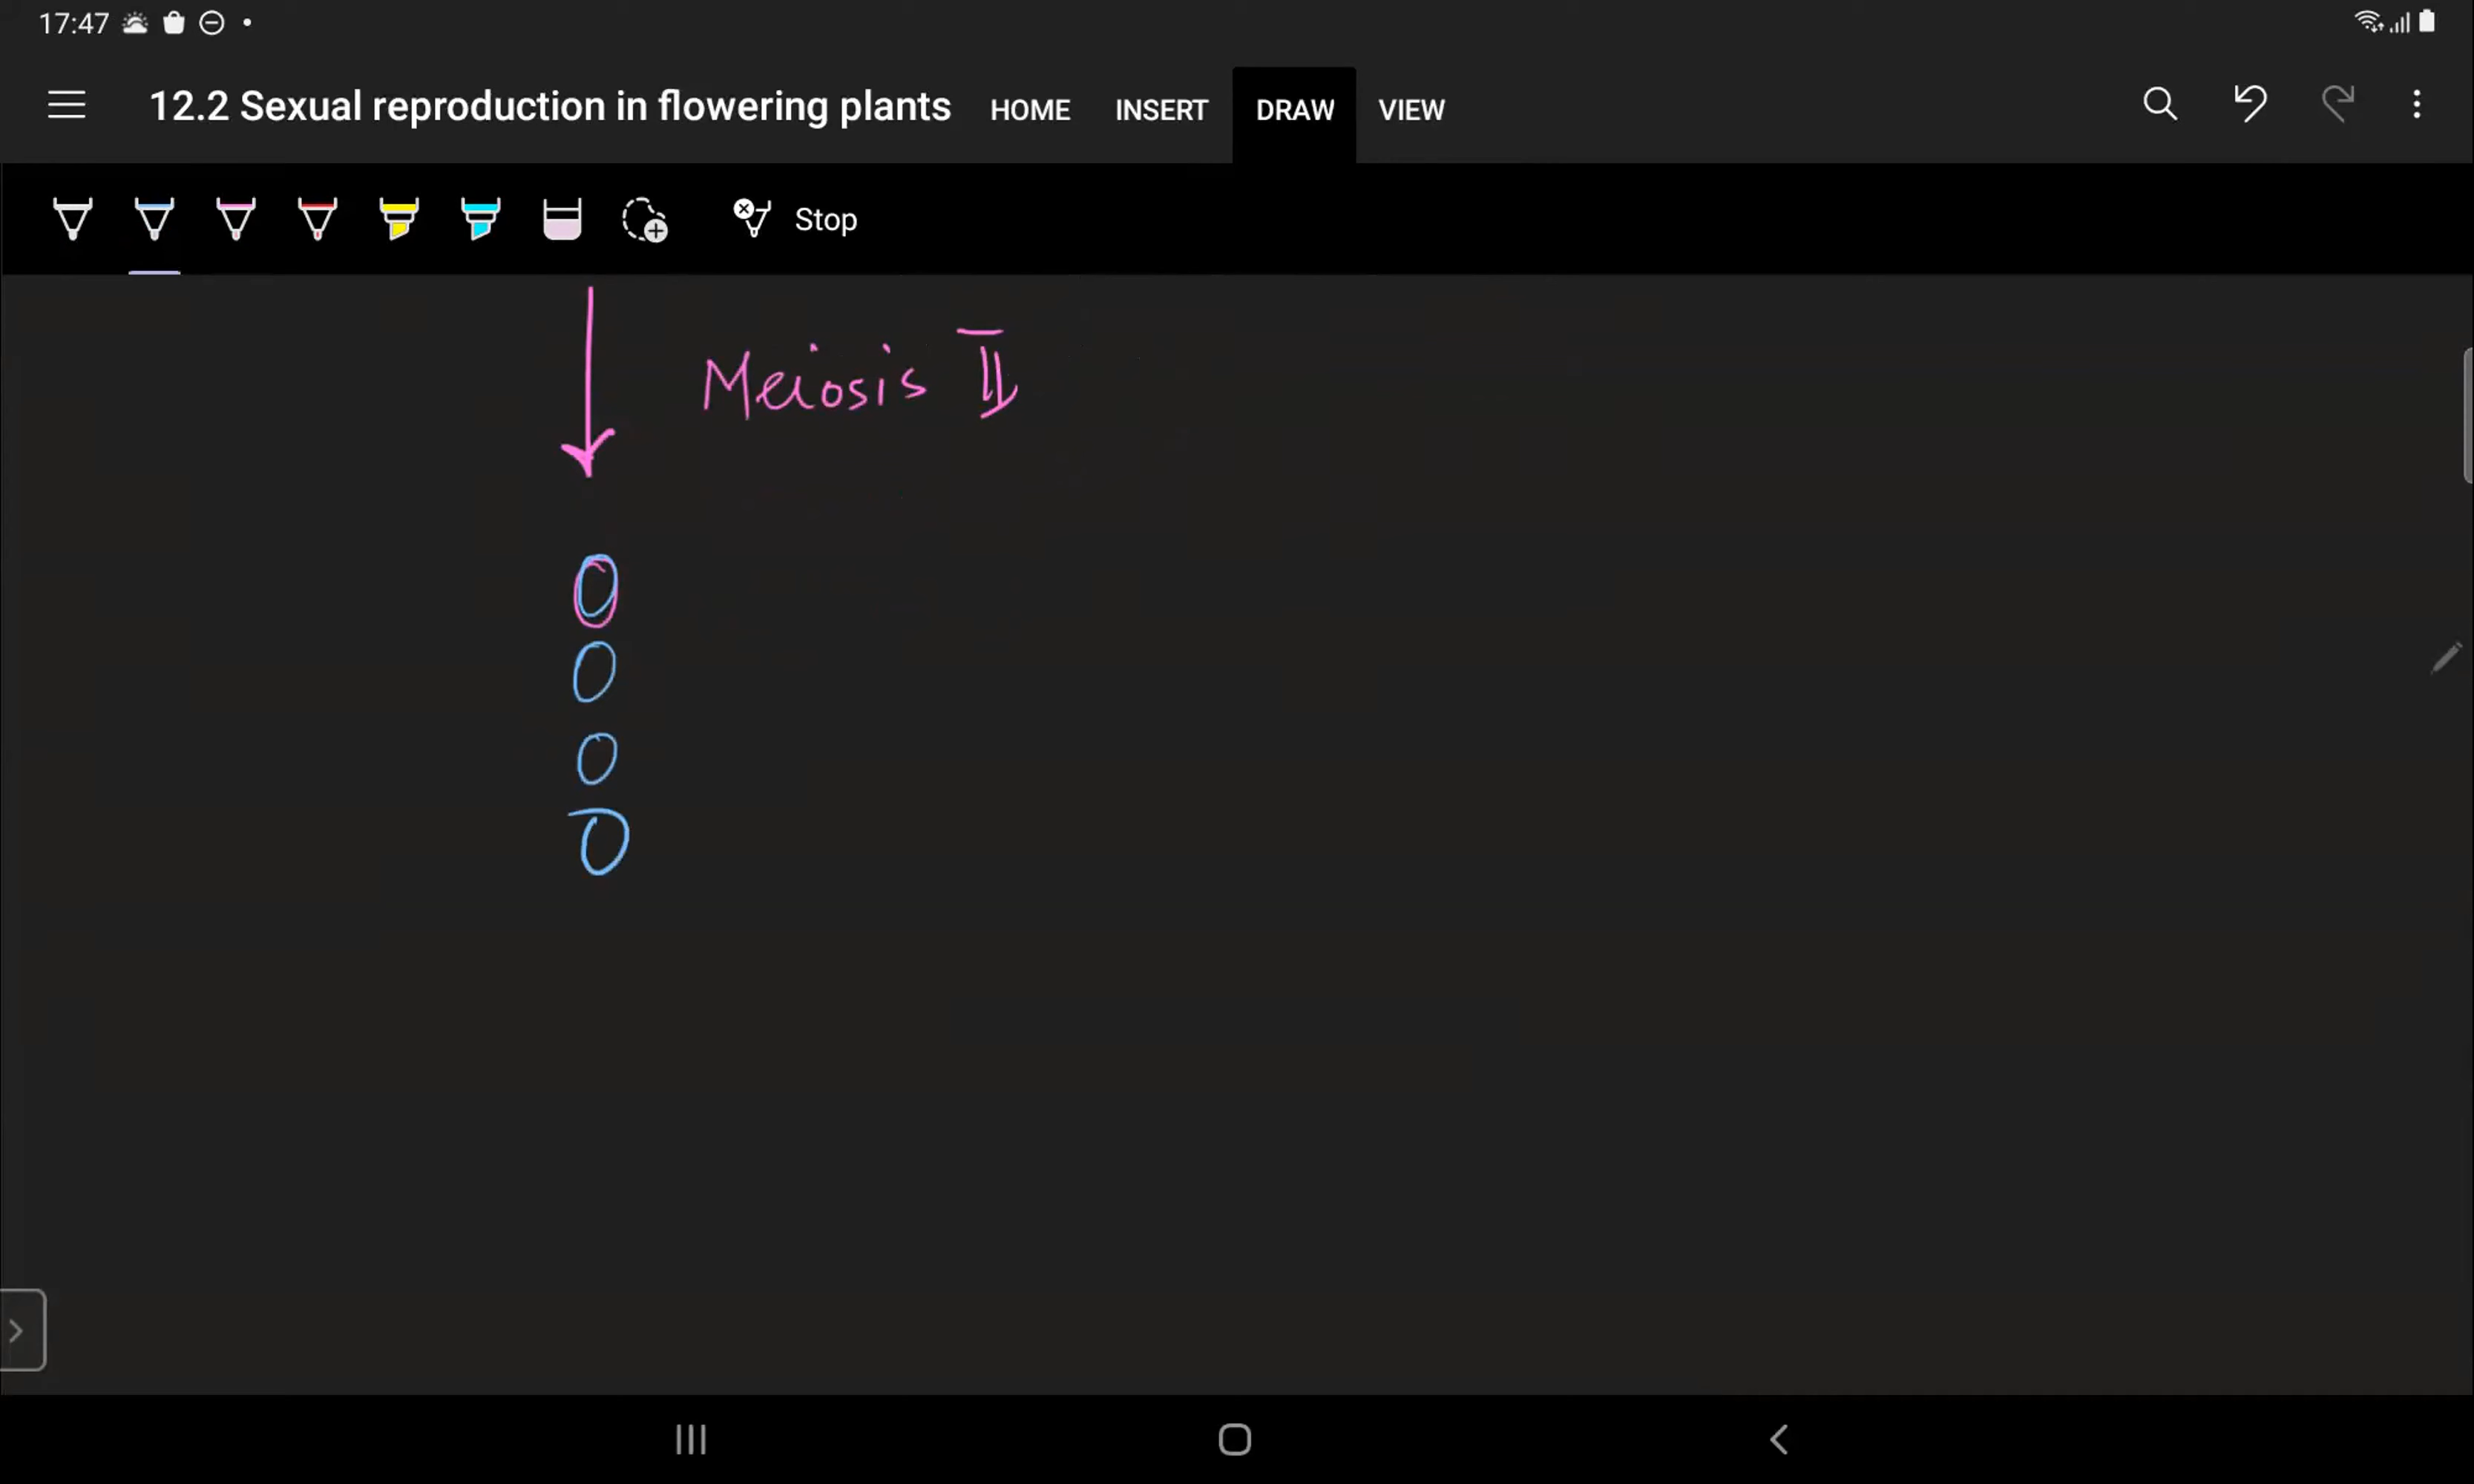 17:47
12.2 Sexual reproduction in flowering plants HOME INSERT DRAW VIEW
Stop
Meiosis II